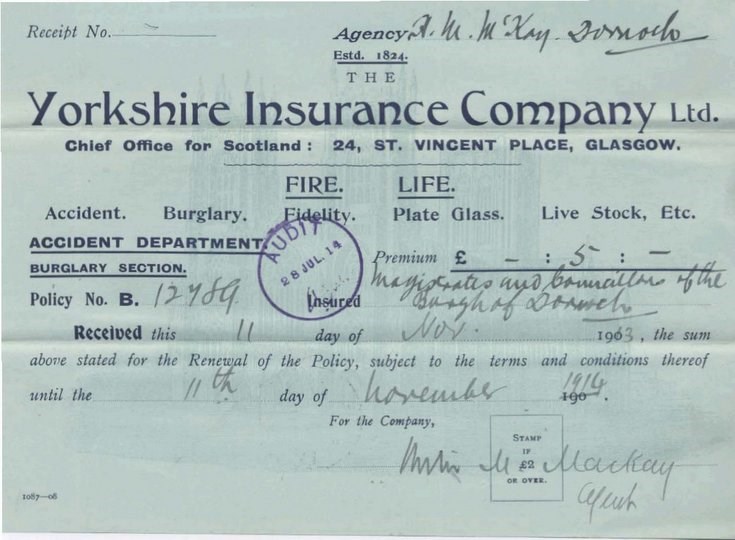 Receipt No.
Agency A. M. McKay. Dornoch
Estd. 1824.
THE
Yorkshire Insurance Company Ltd.
Chief Office for Scotland: 24, ST. VINCENT PLACE, GLASGOW.
FIRE. LIFE.
Accident. Burglary. Fidelity. Plate Glass. Live Stock, Etc.
ACCIDENT DEPARTMENT.
BURGLARY SECTION.
AUDIT
28 JUL. 14
Premium £ - : 5 : -
Policy No. B. 12789 Insured Magistrates and Councillors of the
Burgh of Dornoch
Received this 11 day of Nov. 1903, the sum
above stated for the Renewal of the Policy, subject to the terms and conditions thereof
until the 11th day of November 190 1914.
For the Company,
STAMP
IF
£2
OR OVER.
M. Mackay
Agent
1087-06